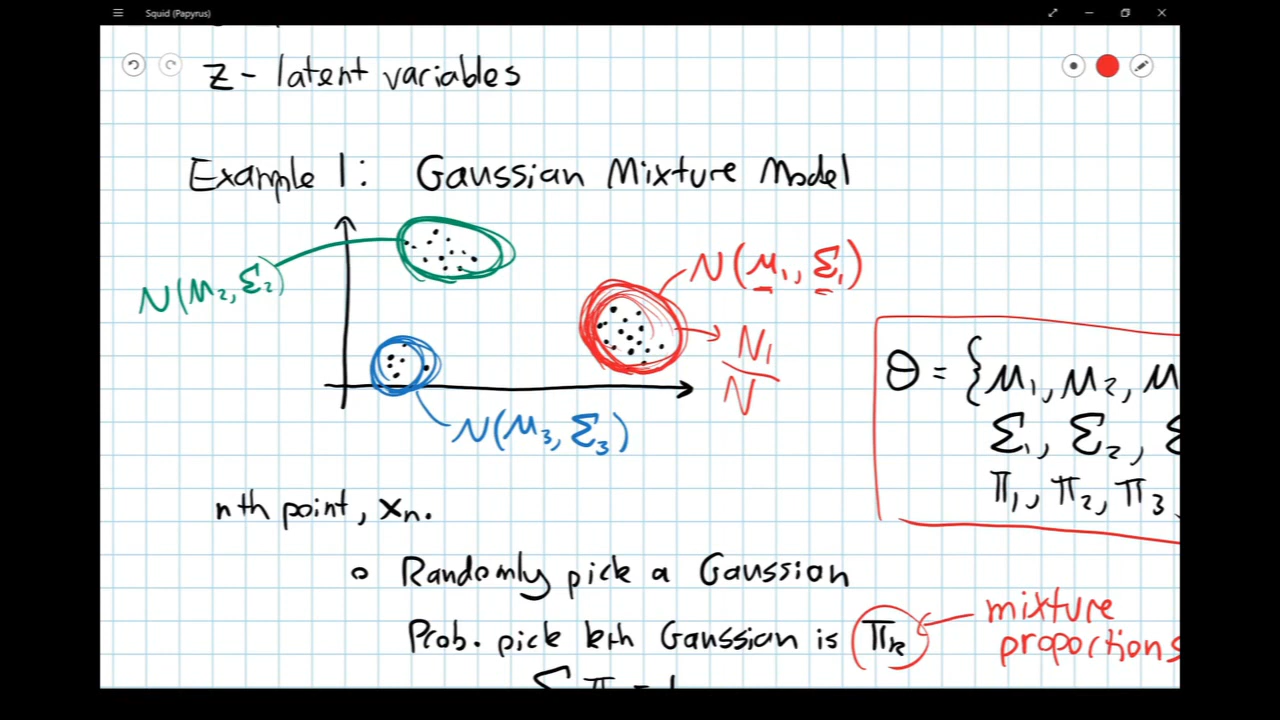 Squid (Papyrus)
z - latent variables
Example 1: Gaussian Mixture Model
N(μ₂, Σ₂)
N(μ₁, Σ₁)
N₁
N
N(μ₃, Σ₃)
θ = {μ₁, μ₂, μ
Σ₁, Σ₂,
π₁, π₂, π₃
nth point, xₙ.
o Randomly pick a Gaussian
Prob. pick kth Gaussian is πₖ
mixture
proportions